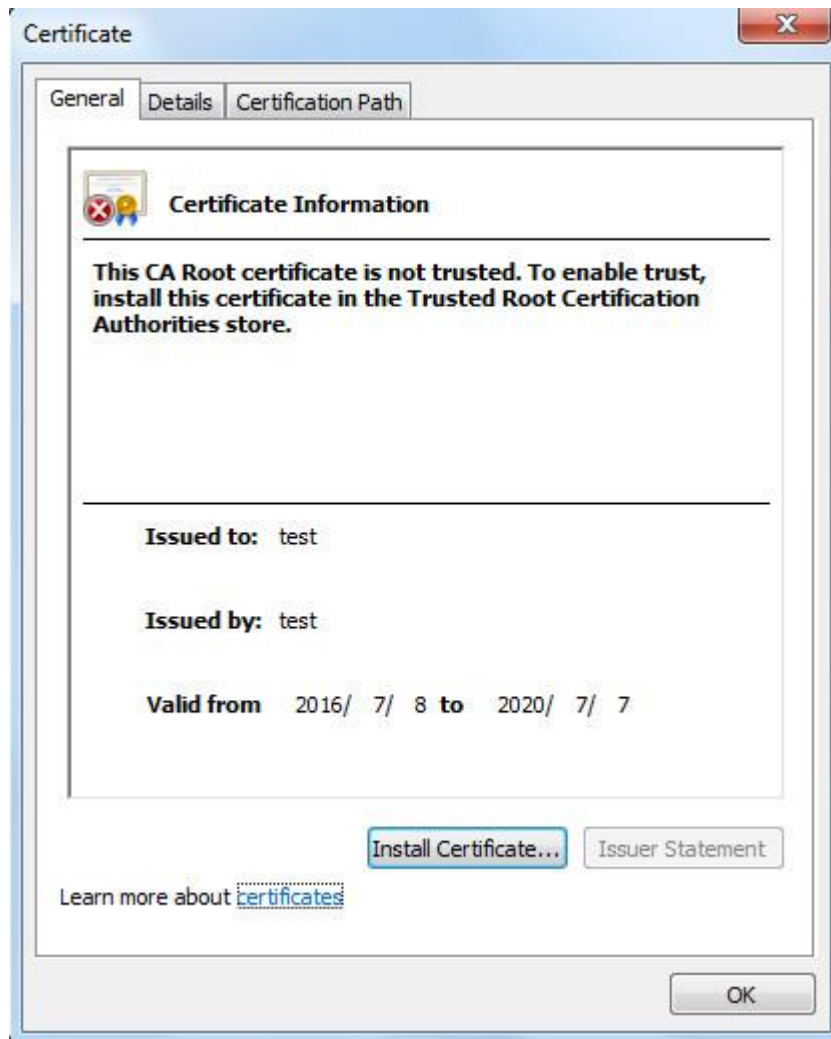 Certificate
General Details Certification Path
Certificate Information
This CA Root certificate is not trusted. To enable trust,
install this certificate in the Trusted Root Certification
Authorities store.
Issued to: test
Issued by: test
Valid from 2016/ 7/ 8 to 2020/ 7/ 7
Install Certificate... Issuer Statement
Learn more about certificates
OK